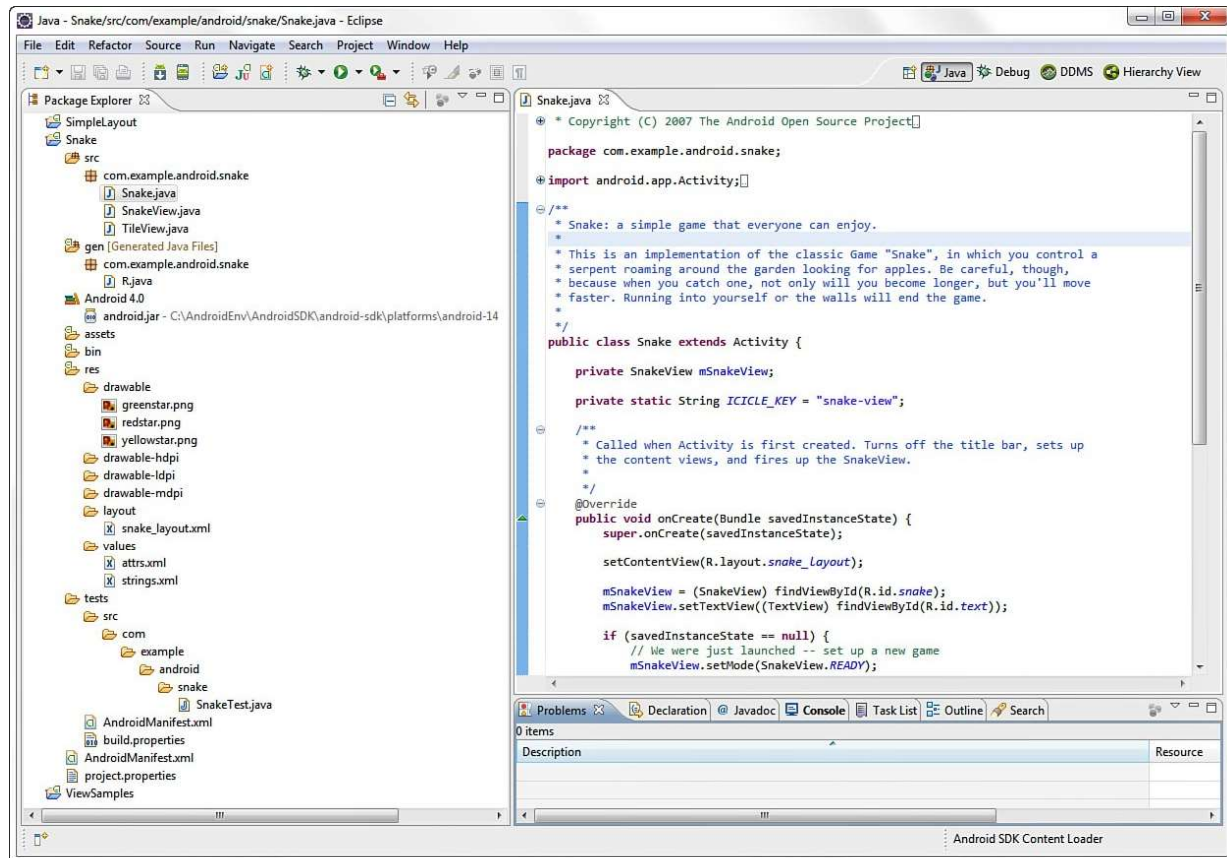 Java - Snake/src/com/example/android/snake/Snake.java - Eclipse
File Edit Refactor Source Run Navigate Search Project Window Help
Java Debug DDMS Hierarchy View
Package Explorer
SimpleLayout
Snake
src
com.example.android.snake
Snake.java
SnakeView.java
TileView.java
gen [Generated Java Files]
com.example.android.snake
R.java
Android 4.0
android.jar - C:\AndroidEnv\AndroidSDK\android-sdk\platforms\android-14
assets
bin
res
drawable
greenstar.png
redstar.png
yellowstar.png
drawable-hdpi
drawable-ldpi
drawable-mdpi
layout
snake_layout.xml
values
attrs.xml
strings.xml
tests
src
com
example
android
snake
SnakeTest.java
AndroidManifest.xml
build.properties
AndroidManifest.xml
project.properties
ViewSamples
Snake.java
* Copyright (C) 2007 The Android Open Source Project
package com.example.android.snake;
import android.app.Activity;
/**
* Snake: a simple game that everyone can enjoy.
*
* This is an implementation of the classic Game "Snake", in which you control a
* serpent roaming around the garden looking for apples. Be careful, though,
* because when you catch one, not only will you become longer, but you'll move
* faster. Running into yourself or the walls will end the game.
*
*/
public class Snake extends Activity {
private SnakeView mSnakeView;
private static String ICICLE_KEY = "snake-view";
/**
* Called when Activity is first created. Turns off the title bar, sets up
* the content views, and fires up the SnakeView.
*
*/
@Override
public void onCreate(Bundle savedInstanceState) {
super.onCreate(savedInstanceState);
setContentView(R.layout.snake_layout);
mSnakeView = (SnakeView) findViewById(R.id.snake);
mSnakeView.setTextView((TextView) findViewById(R.id.text));
if (savedInstanceState == null) {
// We were just launched -- set up a new game
mSnakeView.setMode(SnakeView.READY);
Problems @ Declaration @ Javadoc Console Task List Outline Search
0 items
Description Resource
Android SDK Content Loader